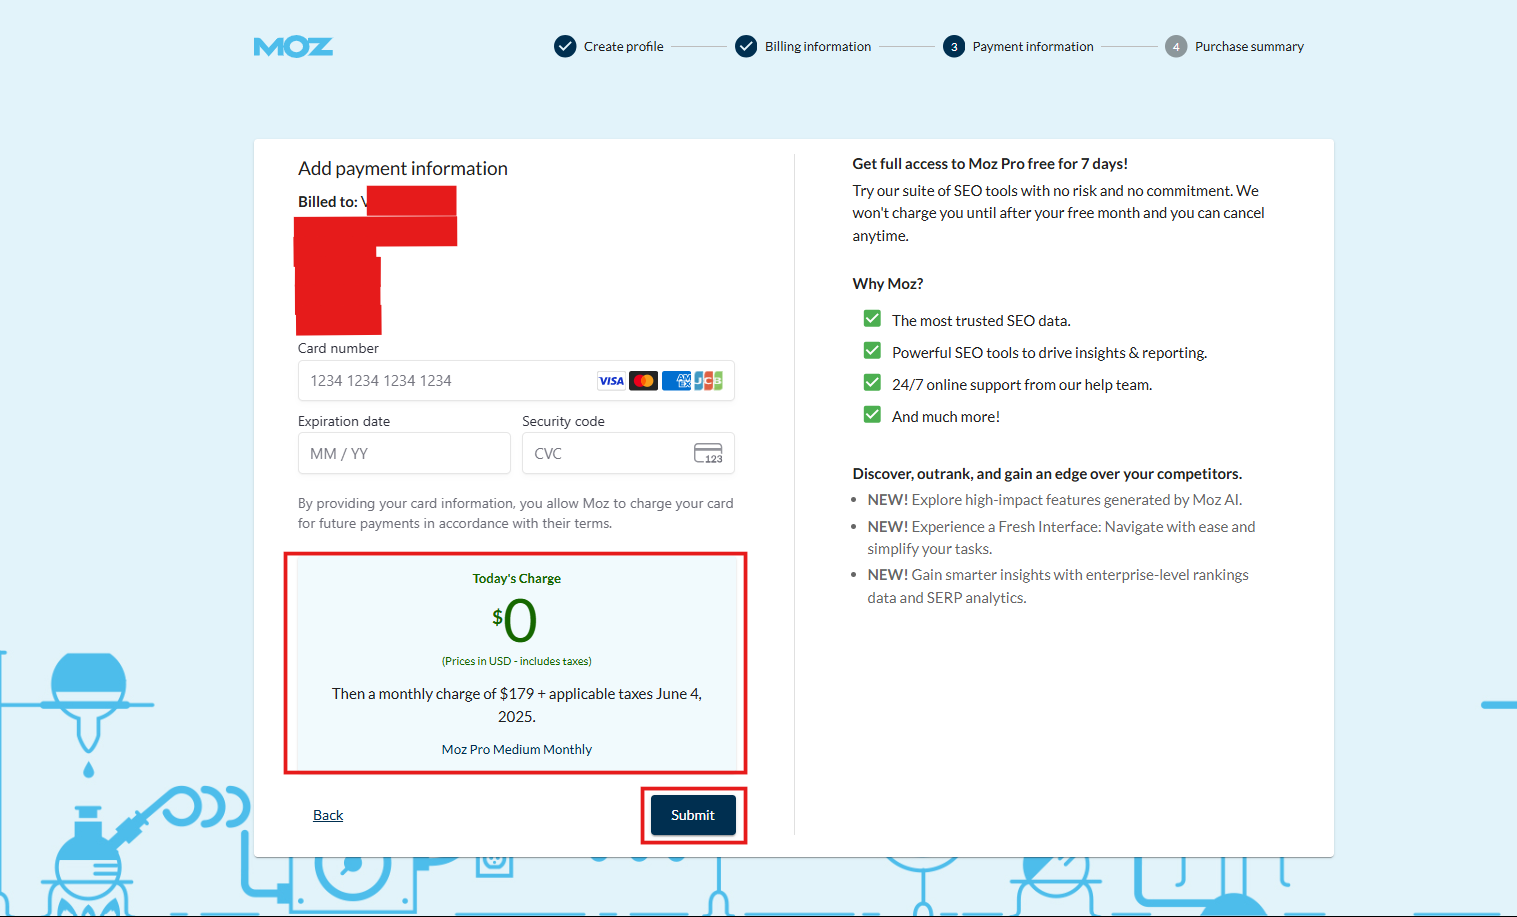 MOZ
Create profile
Billing information
3 Payment information
4 Purchase summary
Add payment information
Billed to:
Card number
1234 1234 1234 1234
VISA
AM EX
JCB
Expiration date
Security code
MM / YY
CVC
123
By providing your card information, you allow Moz to charge your card
for future payments in accordance with their terms.
Today's Charge
$0
(Prices in USD - includes taxes)
Then a monthly charge of $179 + applicable taxes June 4,
2025.
Moz Pro Medium Monthly
Back
Submit
Get full access to Moz Pro free for 7 days!
Try our suite of SEO tools with no risk and no commitment. We
won't charge you until after your free month and you can cancel
anytime.
Why Moz?
The most trusted SEO data.
Powerful SEO tools to drive insights & reporting.
24/7 online support from our help team.
And much more!
Discover, outrank, and gain an edge over your competitors.
• NEW! Explore high-impact features generated by Moz AI.
• NEW! Experience a Fresh Interface: Navigate with ease and
simplify your tasks.
• NEW! Gain smarter insights with enterprise-level rankings
data and SERP analytics.